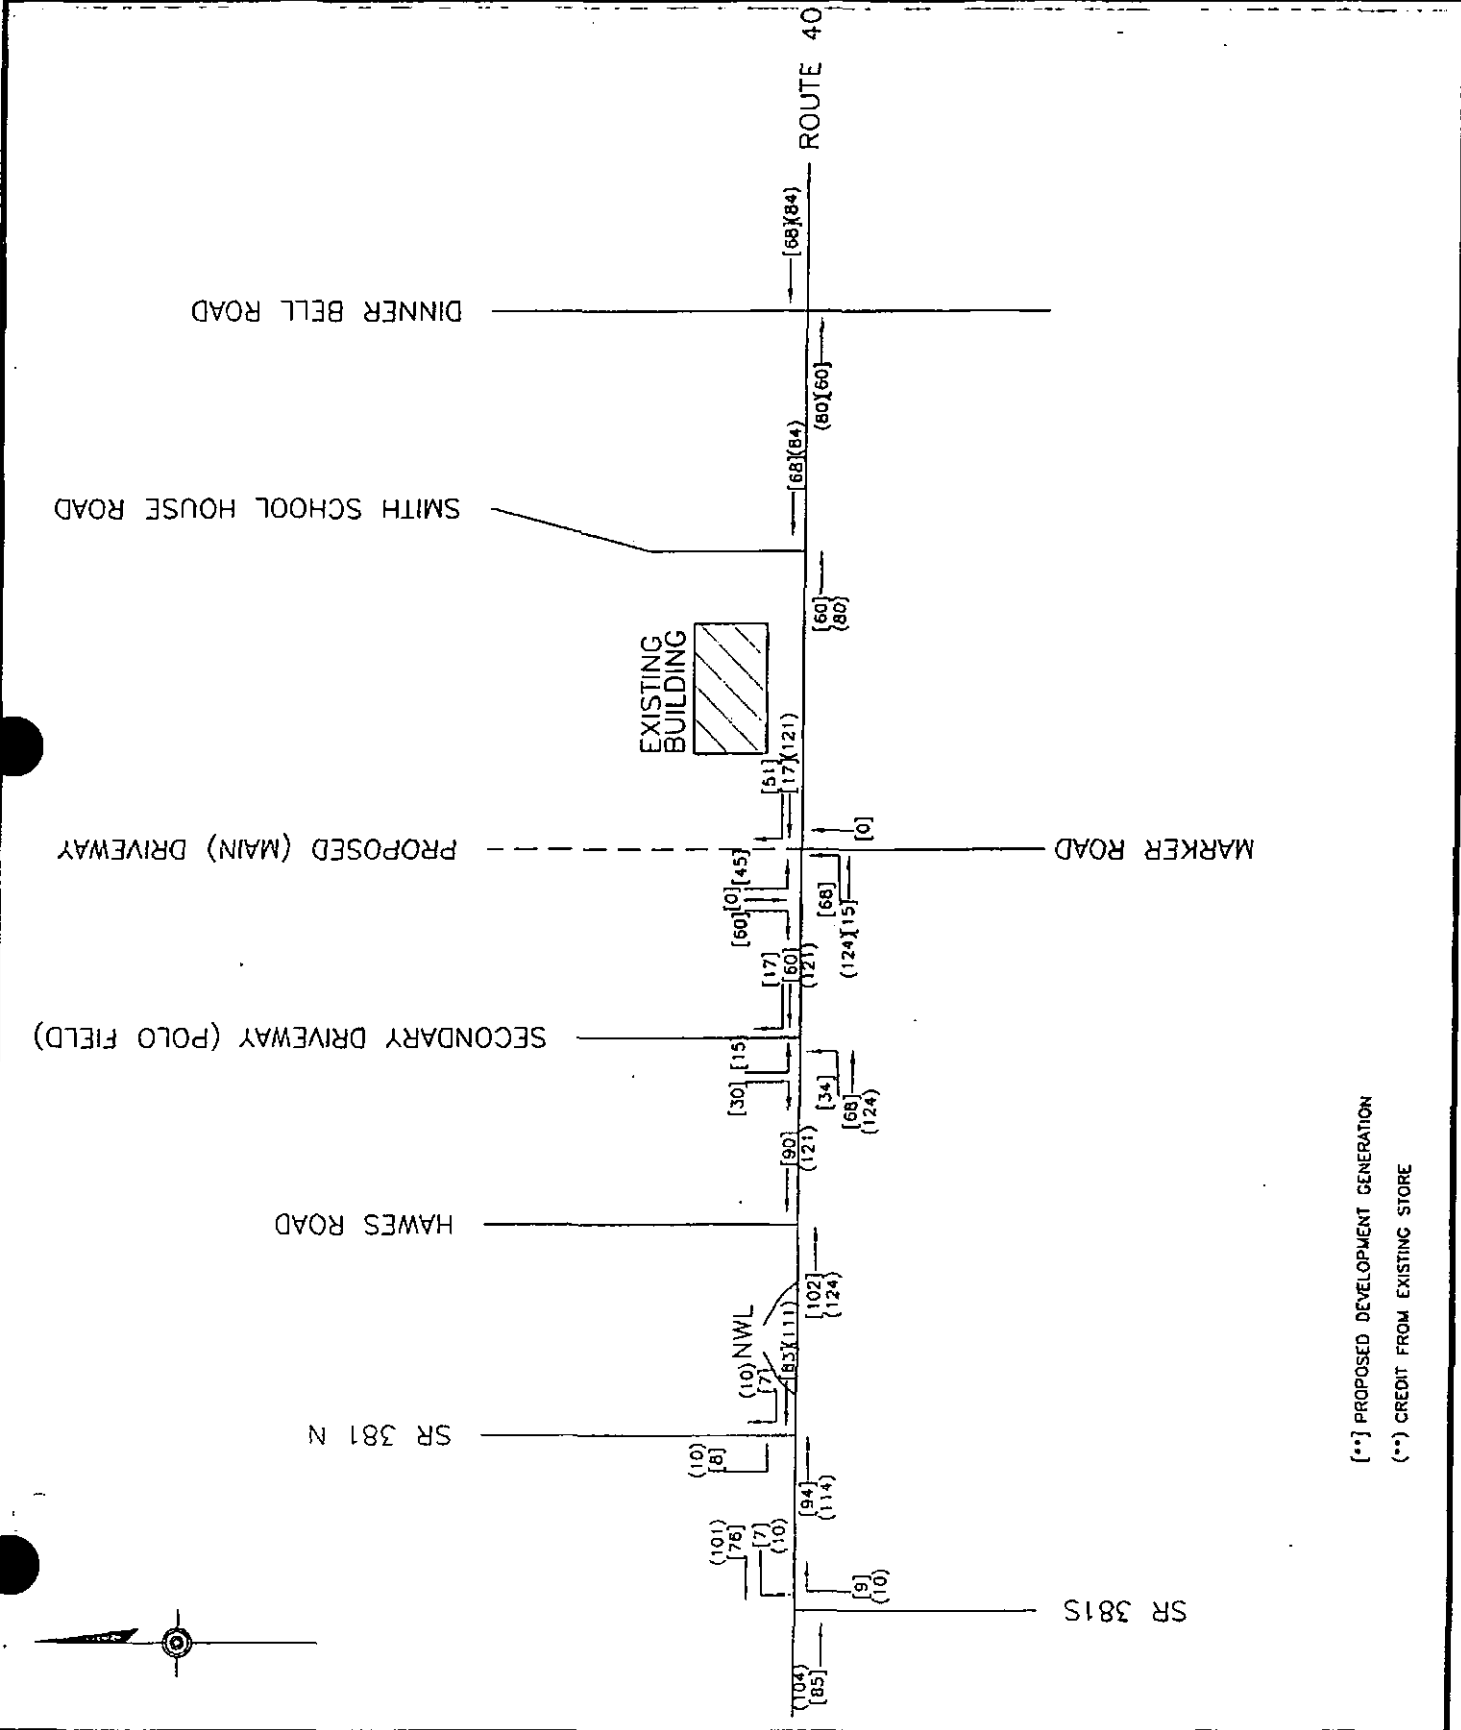 ROUTE 40
[68](84)
DINNER BELL ROAD
(80)[60]
[68](84)
SMITH SCHOOL HOUSE ROAD
[60]
(80)
EXISTING
BUILDING
[51]
[17](121)
PROPOSED (MAIN) DRIVEWAY
MARKER ROAD
[0]
[45]
[0]
[60]
[68]
(124)[15]
[17]
[60]
(121)
SECONDARY DRIVEWAY (POLO FIELD)
[15]
[30]
[34]
[68]
(124)
[90]
(121)
HAWES ROAD
[102]
(124)
NWL
(10)
[7]
[83](111)
SR 381 N
(10)
[8]
[94]
(114)
(101)
[76]
[7]
(10)
[9]
(10)
SR 381S
(104)
[85]
[**] PROPOSED DEVELOPMENT GENERATION
(**) CREDIT FROM EXISTING STORE